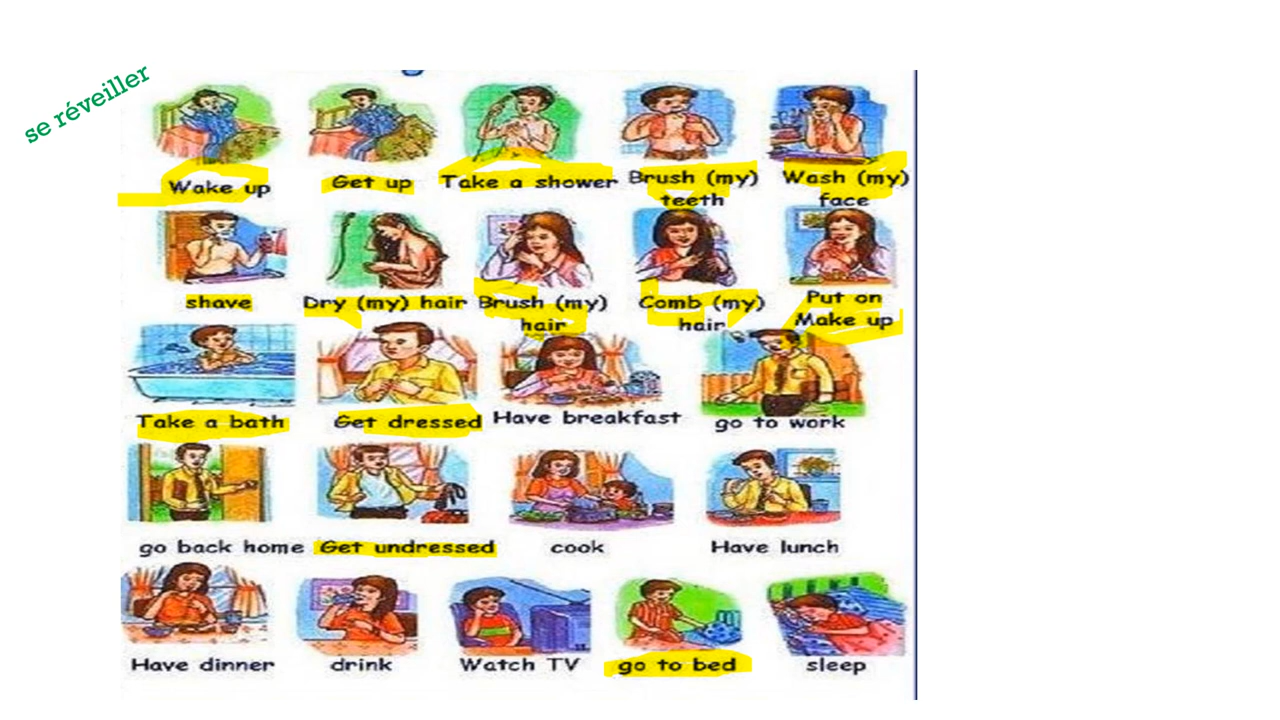 se réveiller
Wake up
Get up
Take a shower
Brush (my)
teeth
Wash (my)
face
shave
Dry (my) hair
Brush (my)
hair
Comb (my)
hair
Put on
Make up
Take a bath
Get dressed
Have breakfast
go to work
go back home
Get undressed
cook
Have lunch
Have dinner
drink
Watch TV
go to bed
sleep